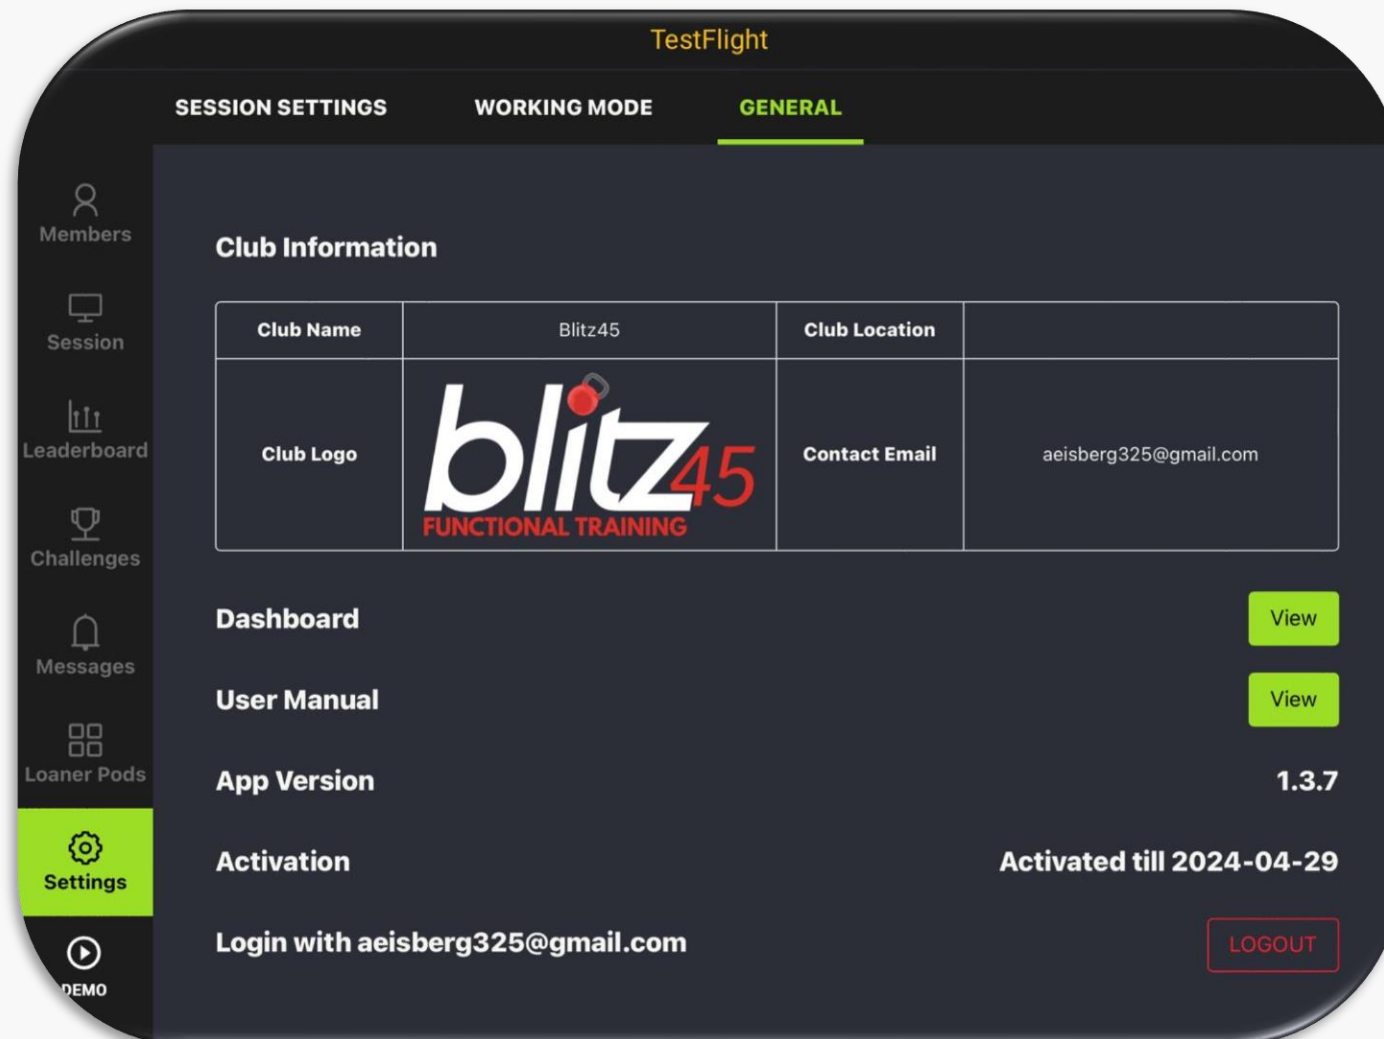 TestFlight
SESSION SETTINGS WORKING MODE GENERAL
Members
Session
Leaderboard
Challenges
Messages
Loaner Pods
Settings
DEMO
Club Information
Club Name Blitz45 Club Location
Club Logo blitz45 FUNCTIONAL TRAINING Contact Email aeisberg325@gmail.com
Dashboard View
User Manual View
App Version 1.3.7
Activation Activated till 2024-04-29
Login with aeisberg325@gmail.com LOGOUT